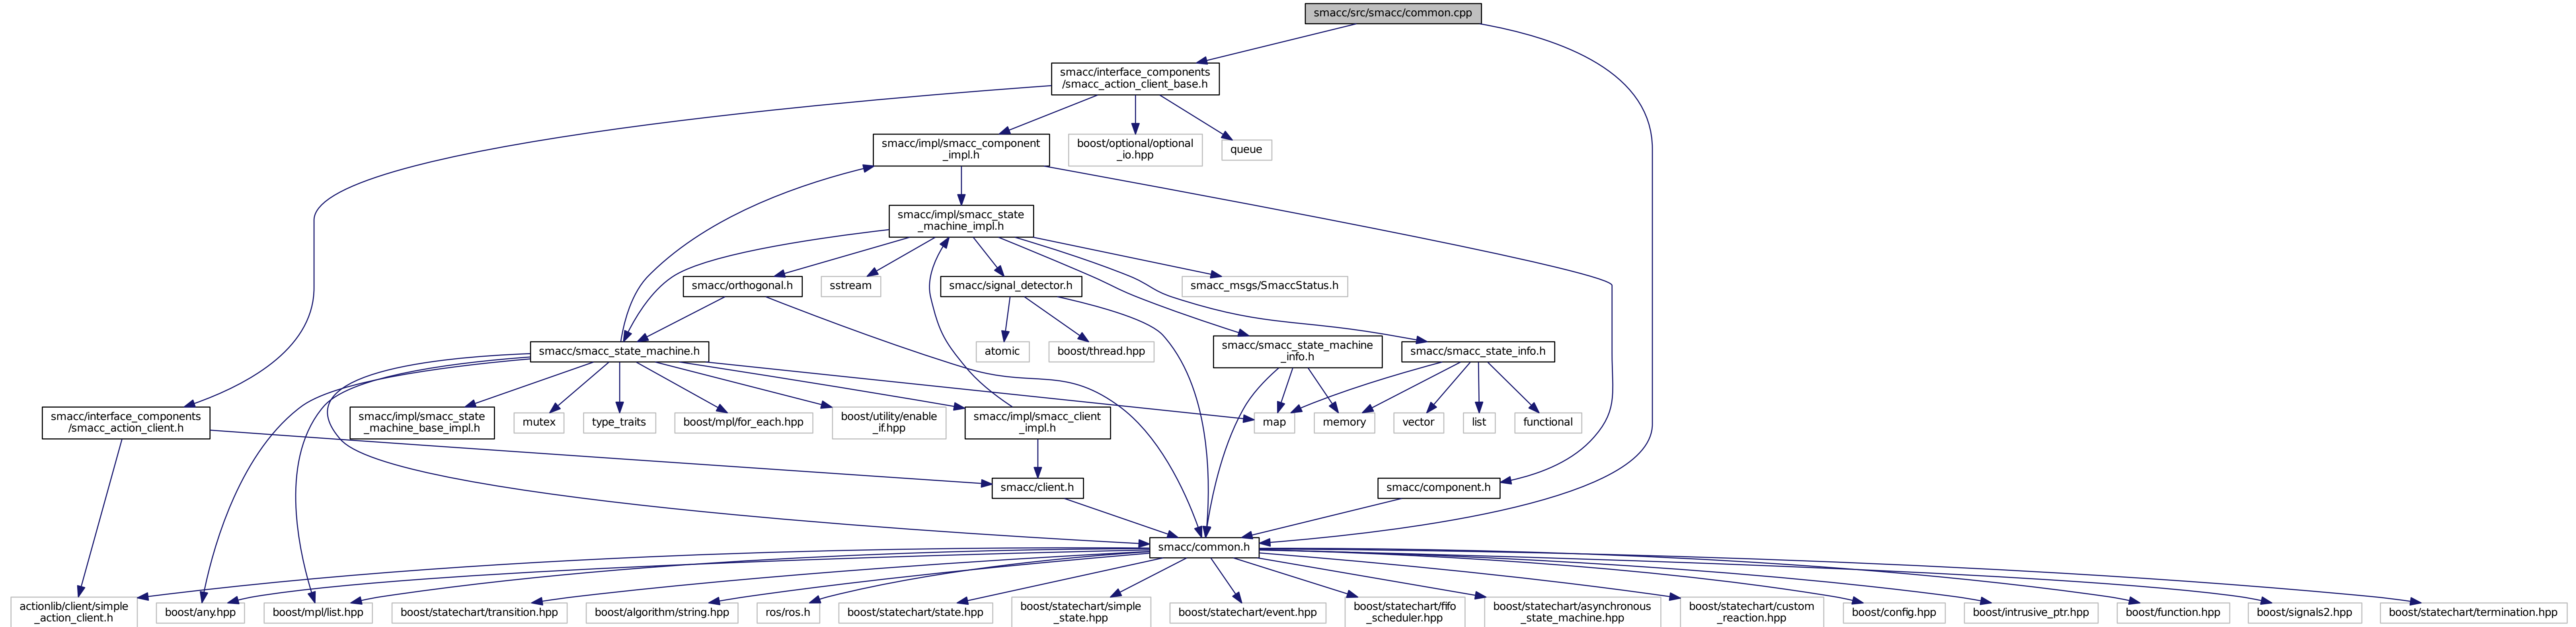 smacc/src/smacc/common.cpp
smacc/interface_components
/smacc_action_client_base.h
smacc/impl/smacc_component
_impl.h
boost/optional/optional
_io.hpp
queue
smacc/impl/smacc_state
_machine_impl.h
smacc/orthogonal.h
sstream
smacc/signal_detector.h
smacc_msgs/SmaccStatus.h
smacc/smacc_state_machine.h
atomic
boost/thread.hpp
smacc/smacc_state_machine
_info.h
smacc/smacc_state_info.h
smacc/interface_components
/smacc_action_client.h
smacc/impl/smacc_state
_machine_base_impl.h
mutex
type_traits
boost/mpl/for_each.hpp
boost/utility/enable
_if.hpp
smacc/impl/smacc_client
_impl.h
map
memory
vector
list
functional
smacc/client.h
smacc/component.h
smacc/common.h
actionlib/client/simple
_action_client.h
boost/any.hpp
boost/mpl/list.hpp
boost/statechart/transition.hpp
boost/algorithm/string.hpp
ros/ros.h
boost/statechart/state.hpp
boost/statechart/simple
_state.hpp
boost/statechart/event.hpp
boost/statechart/fifo
_scheduler.hpp
boost/statechart/asynchronous
_state_machine.hpp
boost/statechart/custom
_reaction.hpp
boost/config.hpp
boost/intrusive_ptr.hpp
boost/function.hpp
boost/signals2.hpp
boost/statechart/termination.hpp